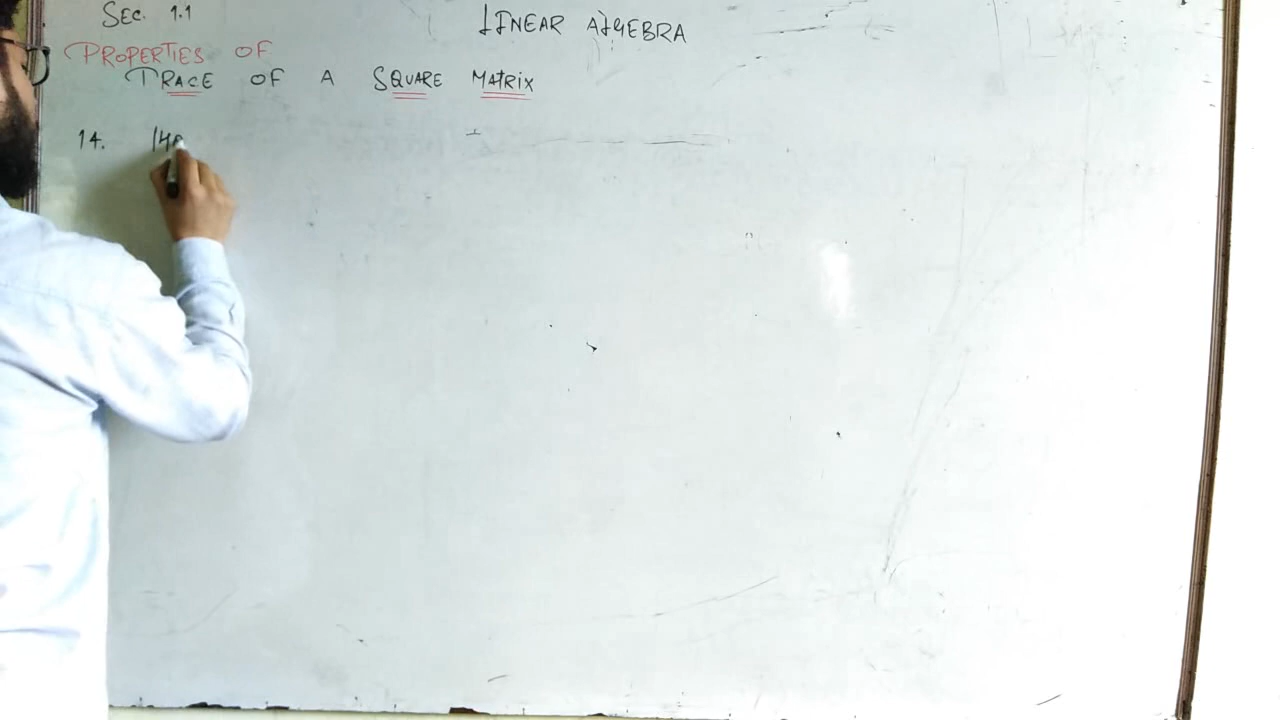 SEC. 1.1
LINEAR ALGEBRA
PROPERTIES OF
TRACE OF A SQUARE MATRIX
14.